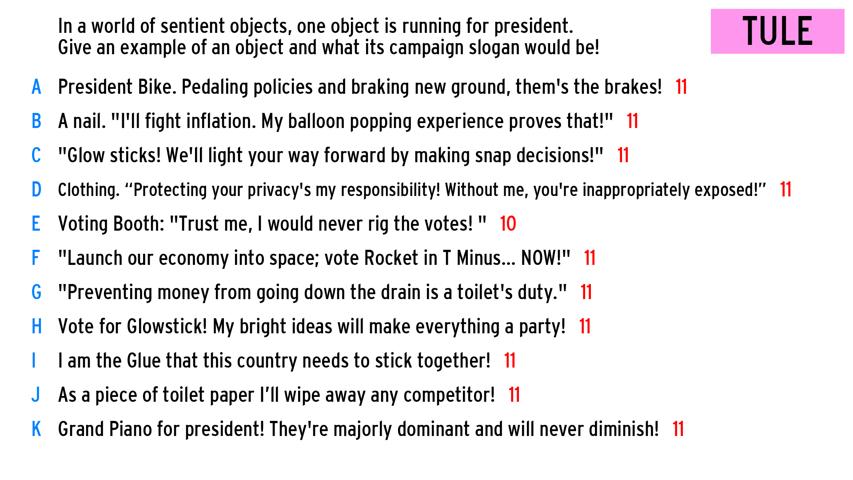 In a world of sentient objects, one object is running for president.
Give an example of an object and what its campaign slogan would be!
TULE
A President Bike. Pedaling policies and braking new ground, them's the brakes! 11
B A nail. "I'll fight inflation. My balloon popping experience proves that!" 11
C "Glow sticks! We'll light your way forward by making snap decisions!" 11
D Clothing. “Protecting your privacy's my responsibility! Without me, you're inappropriately exposed!” 11
E Voting Booth: "Trust me, I would never rig the votes! " 10
F "Launch our economy into space; vote Rocket in T Minus... NOW!" 11
G "Preventing money from going down the drain is a toilet's duty." 11
H Vote for Glowstick! My bright ideas will make everything a party! 11
I I am the Glue that this country needs to stick together! 11
J As a piece of toilet paper I’ll wipe away any competitor! 11
K Grand Piano for president! They're majorly dominant and will never diminish! 11